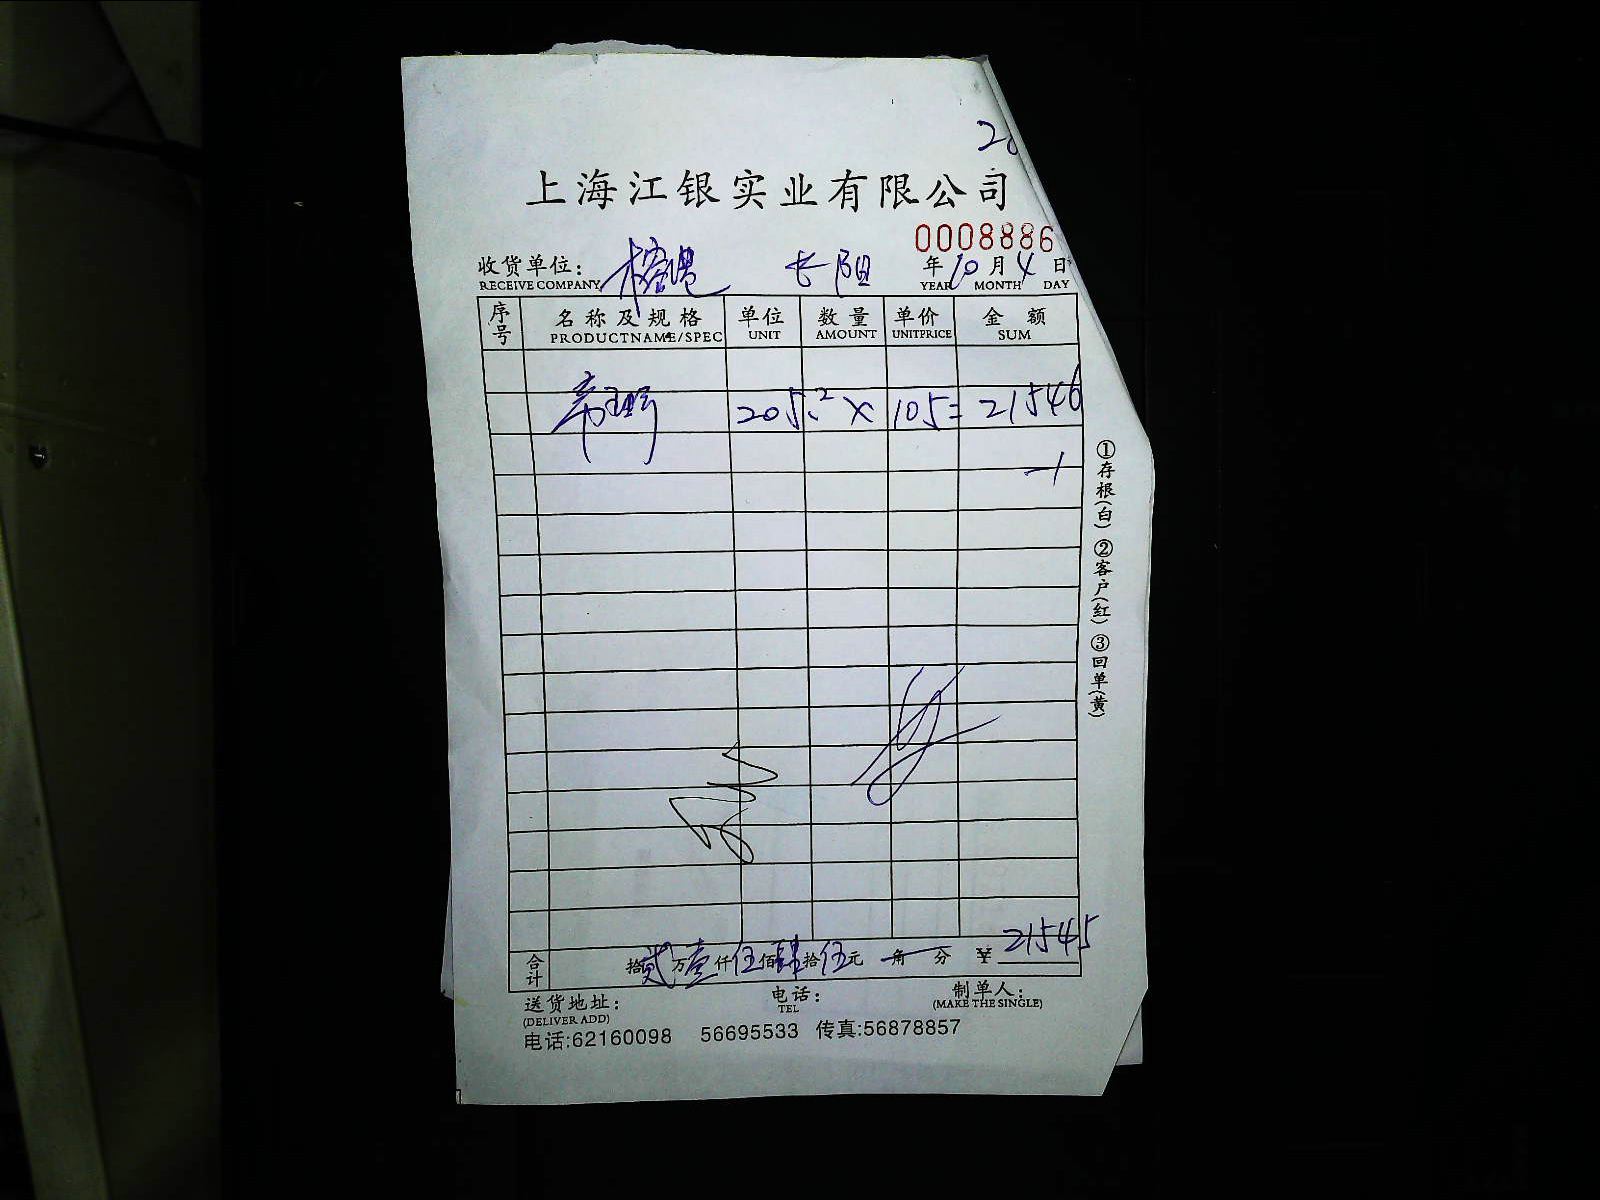 上海江银实业有限公司
0008886
收货单位: 长阳 年10月4日
RECEIVE COMPANY YEAR MONTH DAY
序号 名称及规格 单位 数量 单价 金额
PRODUCTNAME/SPEC UNIT AMOUNT UNITPRICE SUM
205.2 × 105 = 21546
-1
①存根(白) ②客户(红) ③回单(黄)
合计 拾贰万壹仟伍佰肆拾伍元 角 分 ¥ 21545
送货地址: 电话: 制单人:
(DELIVER ADD) TEL (MAKE THE SINGLE)
电话:62160098 56695533 传真:56878857